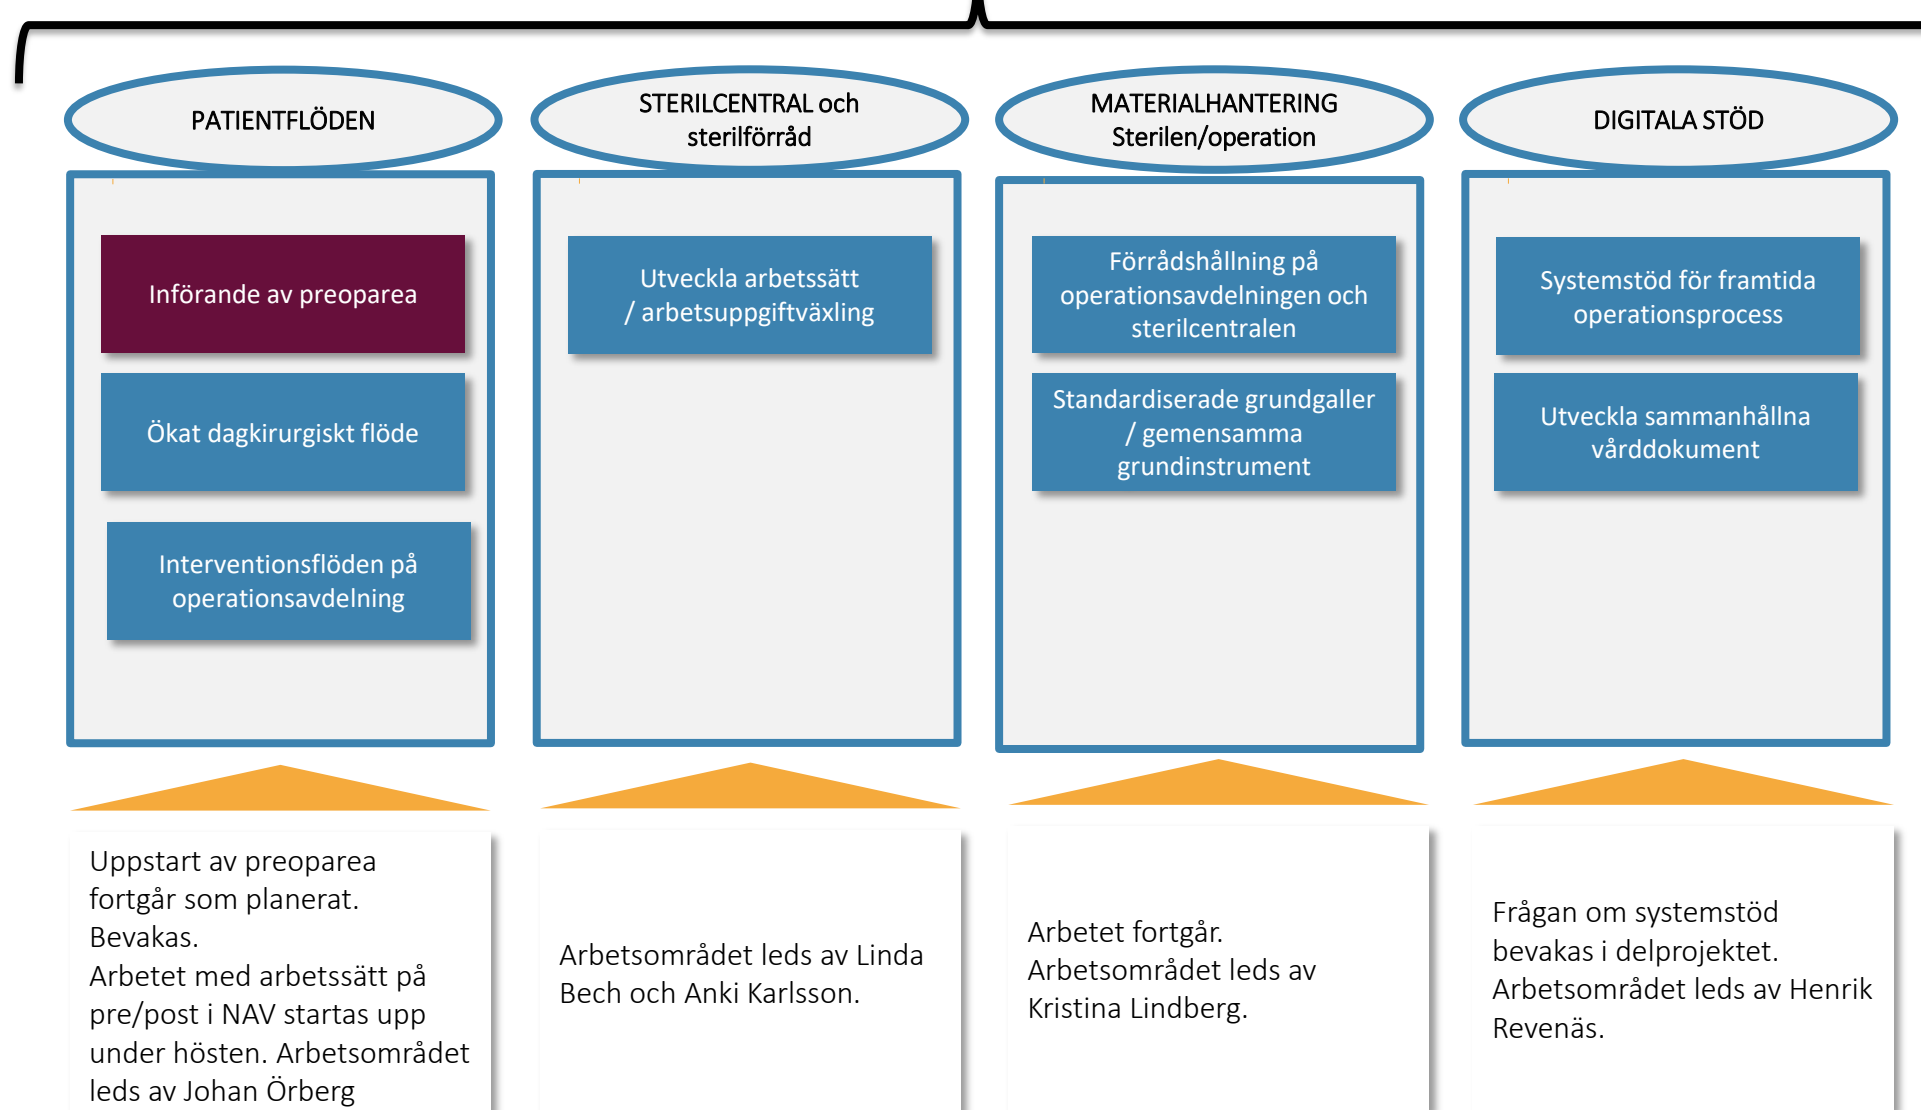 PATIENTFLÖDEN
Införande av preoparea
Ökat dagkirurgiskt flöde
Interventionsflöden på
operationsavdelning
Uppstart av preoparea
fortgår som planerat.
Bevakas.
Arbetet med arbetssätt på
pre/post i NAV startas upp
under hösten. Arbetsområdet
leds av Johan Örberg
STERILCENTRAL och
sterilförråd
Utveckla arbetssätt
/ arbetsuppgiftväxling
Arbetsområdet leds av Linda
Bech och Anki Karlsson.
MATERIALHANTERING
Sterilen/operation
Förrådshållning på
operationsavdelningen och
sterilcentralen
Standardiserade grundgaller
/ gemensamma
grundinstrument
Arbetet fortgår.
Arbetsområdet leds av
Kristina Lindberg.
DIGITALA STÖD
Systemstöd för framtida
operationsprocess
Utveckla sammanhållna
vårddokument
Frågan om systemstöd
bevakas i delprojektet.
Arbetsområdet leds av Henrik
Revenäs.